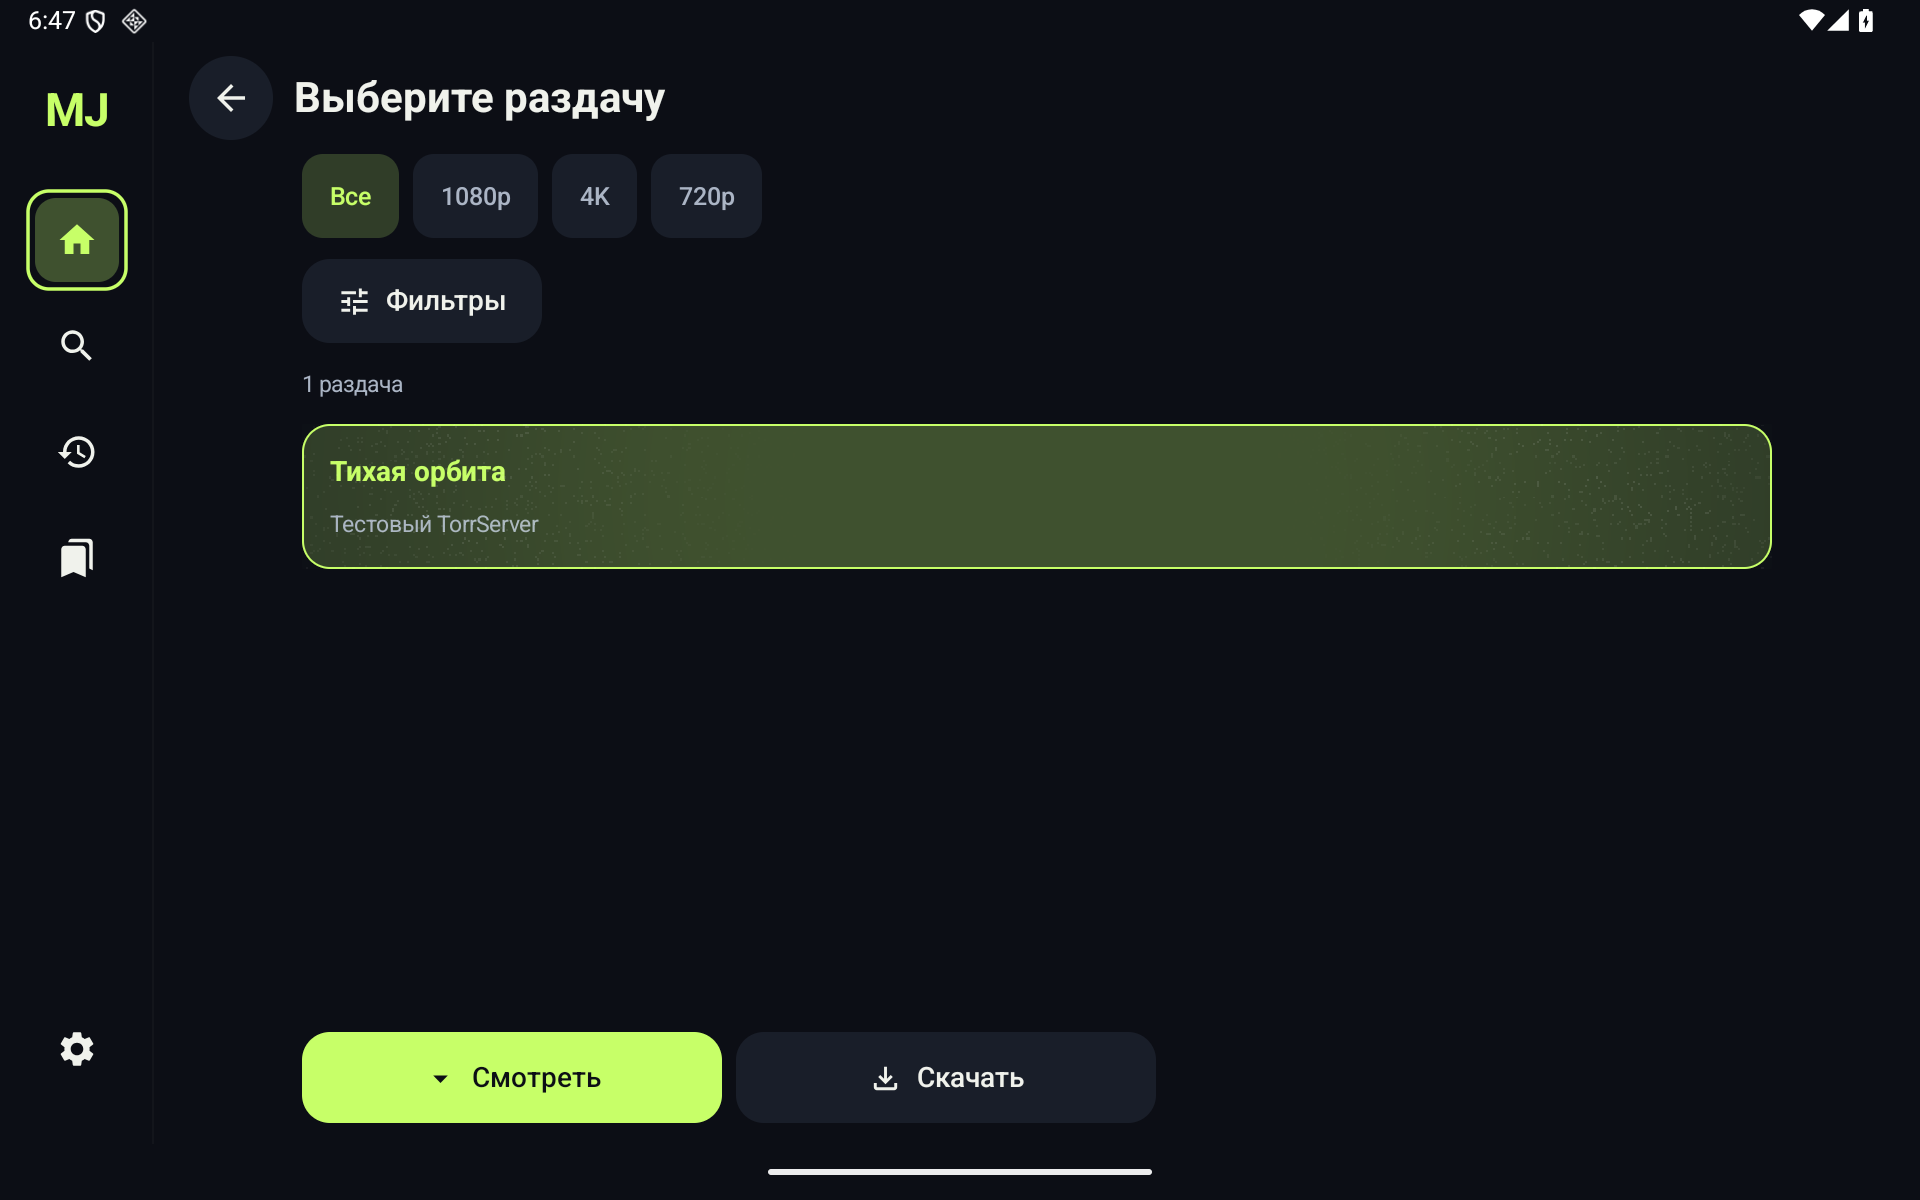 6:47
MJ
Выберите раздачу
Все 1080p 4K 720p
Фильтры
1 раздача
Тихая орбита
Тестовый TorrServer
Смотреть Скачать